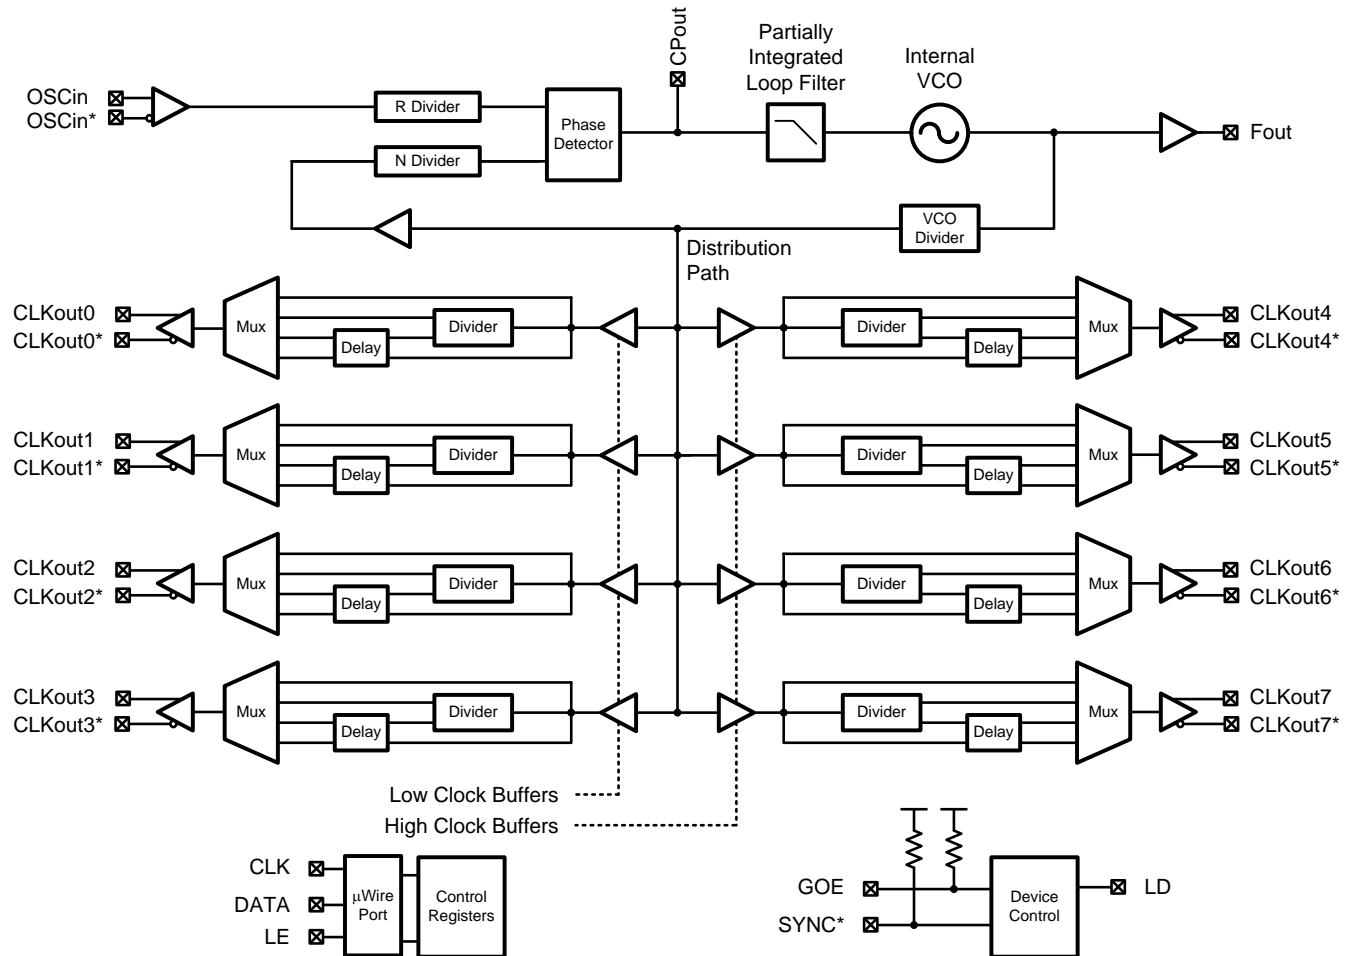 CPout
Partially
Integrated
Loop Filter
Internal
VCO
OSCin
OSCin*
R Divider
N Divider
Phase
Detector
Fout
VCO
Divider
Distribution
Path
CLKout0
CLKout0*
Mux
Divider
Delay
Divider
Delay
Mux
CLKout4
CLKout4*
CLKout1
CLKout1*
Mux
Divider
Delay
Divider
Delay
Mux
CLKout5
CLKout5*
CLKout2
CLKout2*
Mux
Divider
Delay
Divider
Delay
Mux
CLKout6
CLKout6*
CLKout3
CLKout3*
Mux
Divider
Delay
Divider
Delay
Mux
CLKout7
CLKout7*
Low Clock Buffers
High Clock Buffers
CLK
DATA
LE
μWire
Port
Control
Registers
GOE
SYNC*
Device
Control
LD